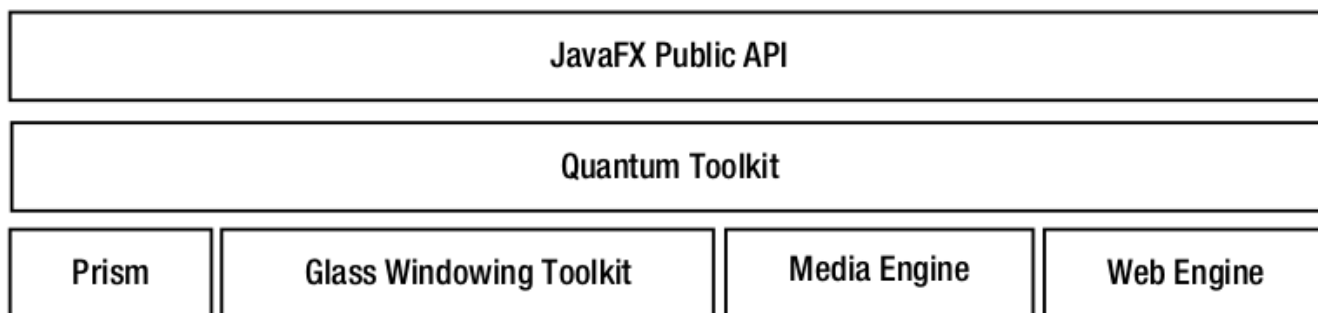 JavaFX Public API
Quantum Toolkit
Prism
Glass Windowing Toolkit
Media Engine
Web Engine